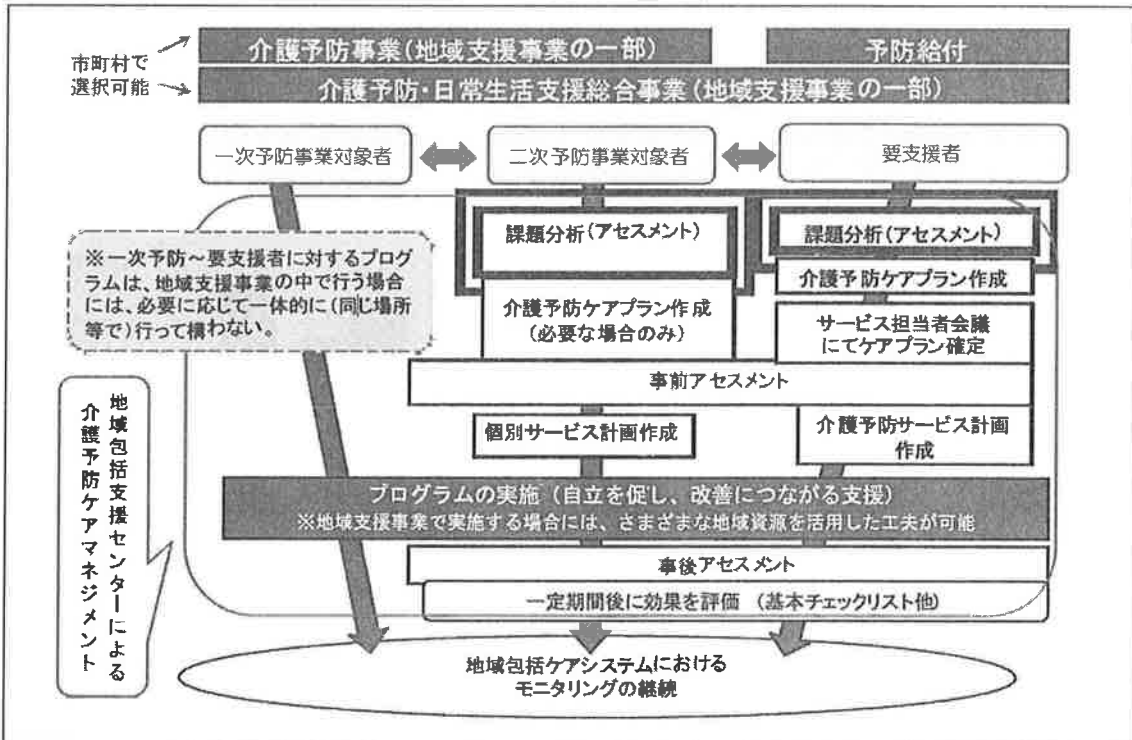 市町村で
選択可能
介護予防事業(地域支援事業の一部)
予防給付
介護予防・日常生活支援総合事業(地域支援事業の一部)
一次予防事業対象者
二次予防事業対象者
要支援者
※一次予防～要支援者に対するプログ
ラムは、地域支援事業の中で行う場合
には、必要に応じて一体的に(同じ場所
等で)行って構わない。
課題分析(アセスメント)
課題分析(アセスメント)
介護予防ケアプラン作成
(必要な場合のみ)
介護予防ケアプラン作成
サービス担当者会議
にてケアプラン確定
事前アセスメント
個別サービス計画作成
介護予防サービス計画
作成
地域包括支援センターによる
介護予防ケアマネジメント
プログラムの実施 (自立を促し、改善につながる支援)
※地域支援事業で実施する場合には、さまざまな地域資源を活用した工夫が可能
事後アセスメント
一定期間後に効果を評価 (基本チェックリスト他)
地域包括ケアシステムにおける
モニタリングの継続